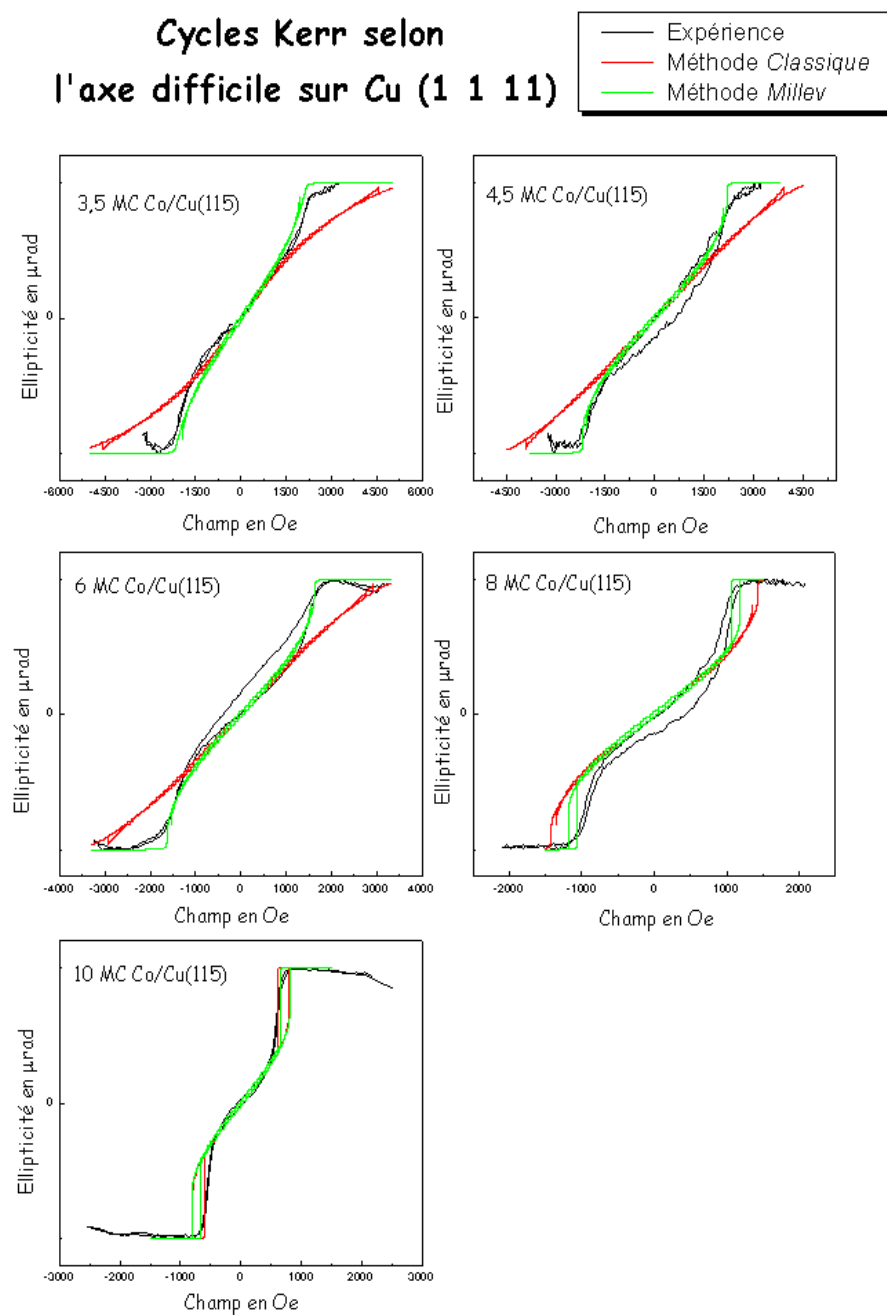 Cycles Kerr selon
l'axe difficile sur Cu (1 1 11)
Expérience
Méthode Classique
Méthode Millev
3,5 MC Co/Cu(115)
Ellipticité en µrad
0
-6000 -4500 -3000 -1500 0 1500 3000 4500 6000
Champ en Oe
4,5 MC Co/Cu(115)
Ellipticité en µrad
0
-4500 -3000 -1500 0 1500 3000 4500
Champ en Oe
6 MC Co/Cu(115)
Ellipticité en µrad
0
-4000 -3000 -2000 -1000 0 1000 2000 3000 4000
Champ en Oe
8 MC Co/Cu(115)
Ellipticité en µrad
0
-2000 -1000 0 1000 2000
Champ en Oe
10 MC Co/Cu(115)
Ellipticité en µrad
0
-3000 -2000 -1000 0 1000 2000 3000
Champ en Oe